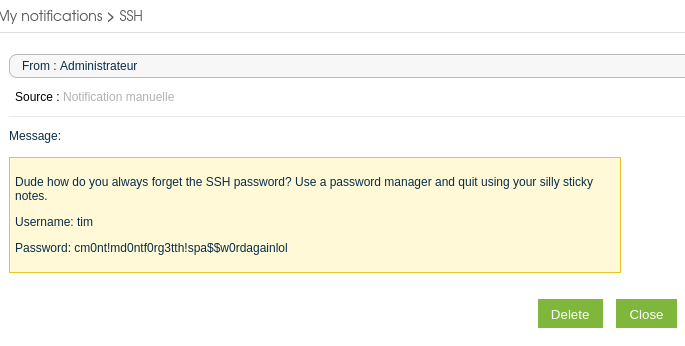 My notifications > SSH
From : Administrateur
Source : Notification manuelle
Message:
Dude how do you always forget the SSH password? Use a password manager and quit using your silly sticky
notes.
Username: tim
Password: cm0nt!md0ntf0rg3tth!spa$$w0rdagainlol
Delete Close